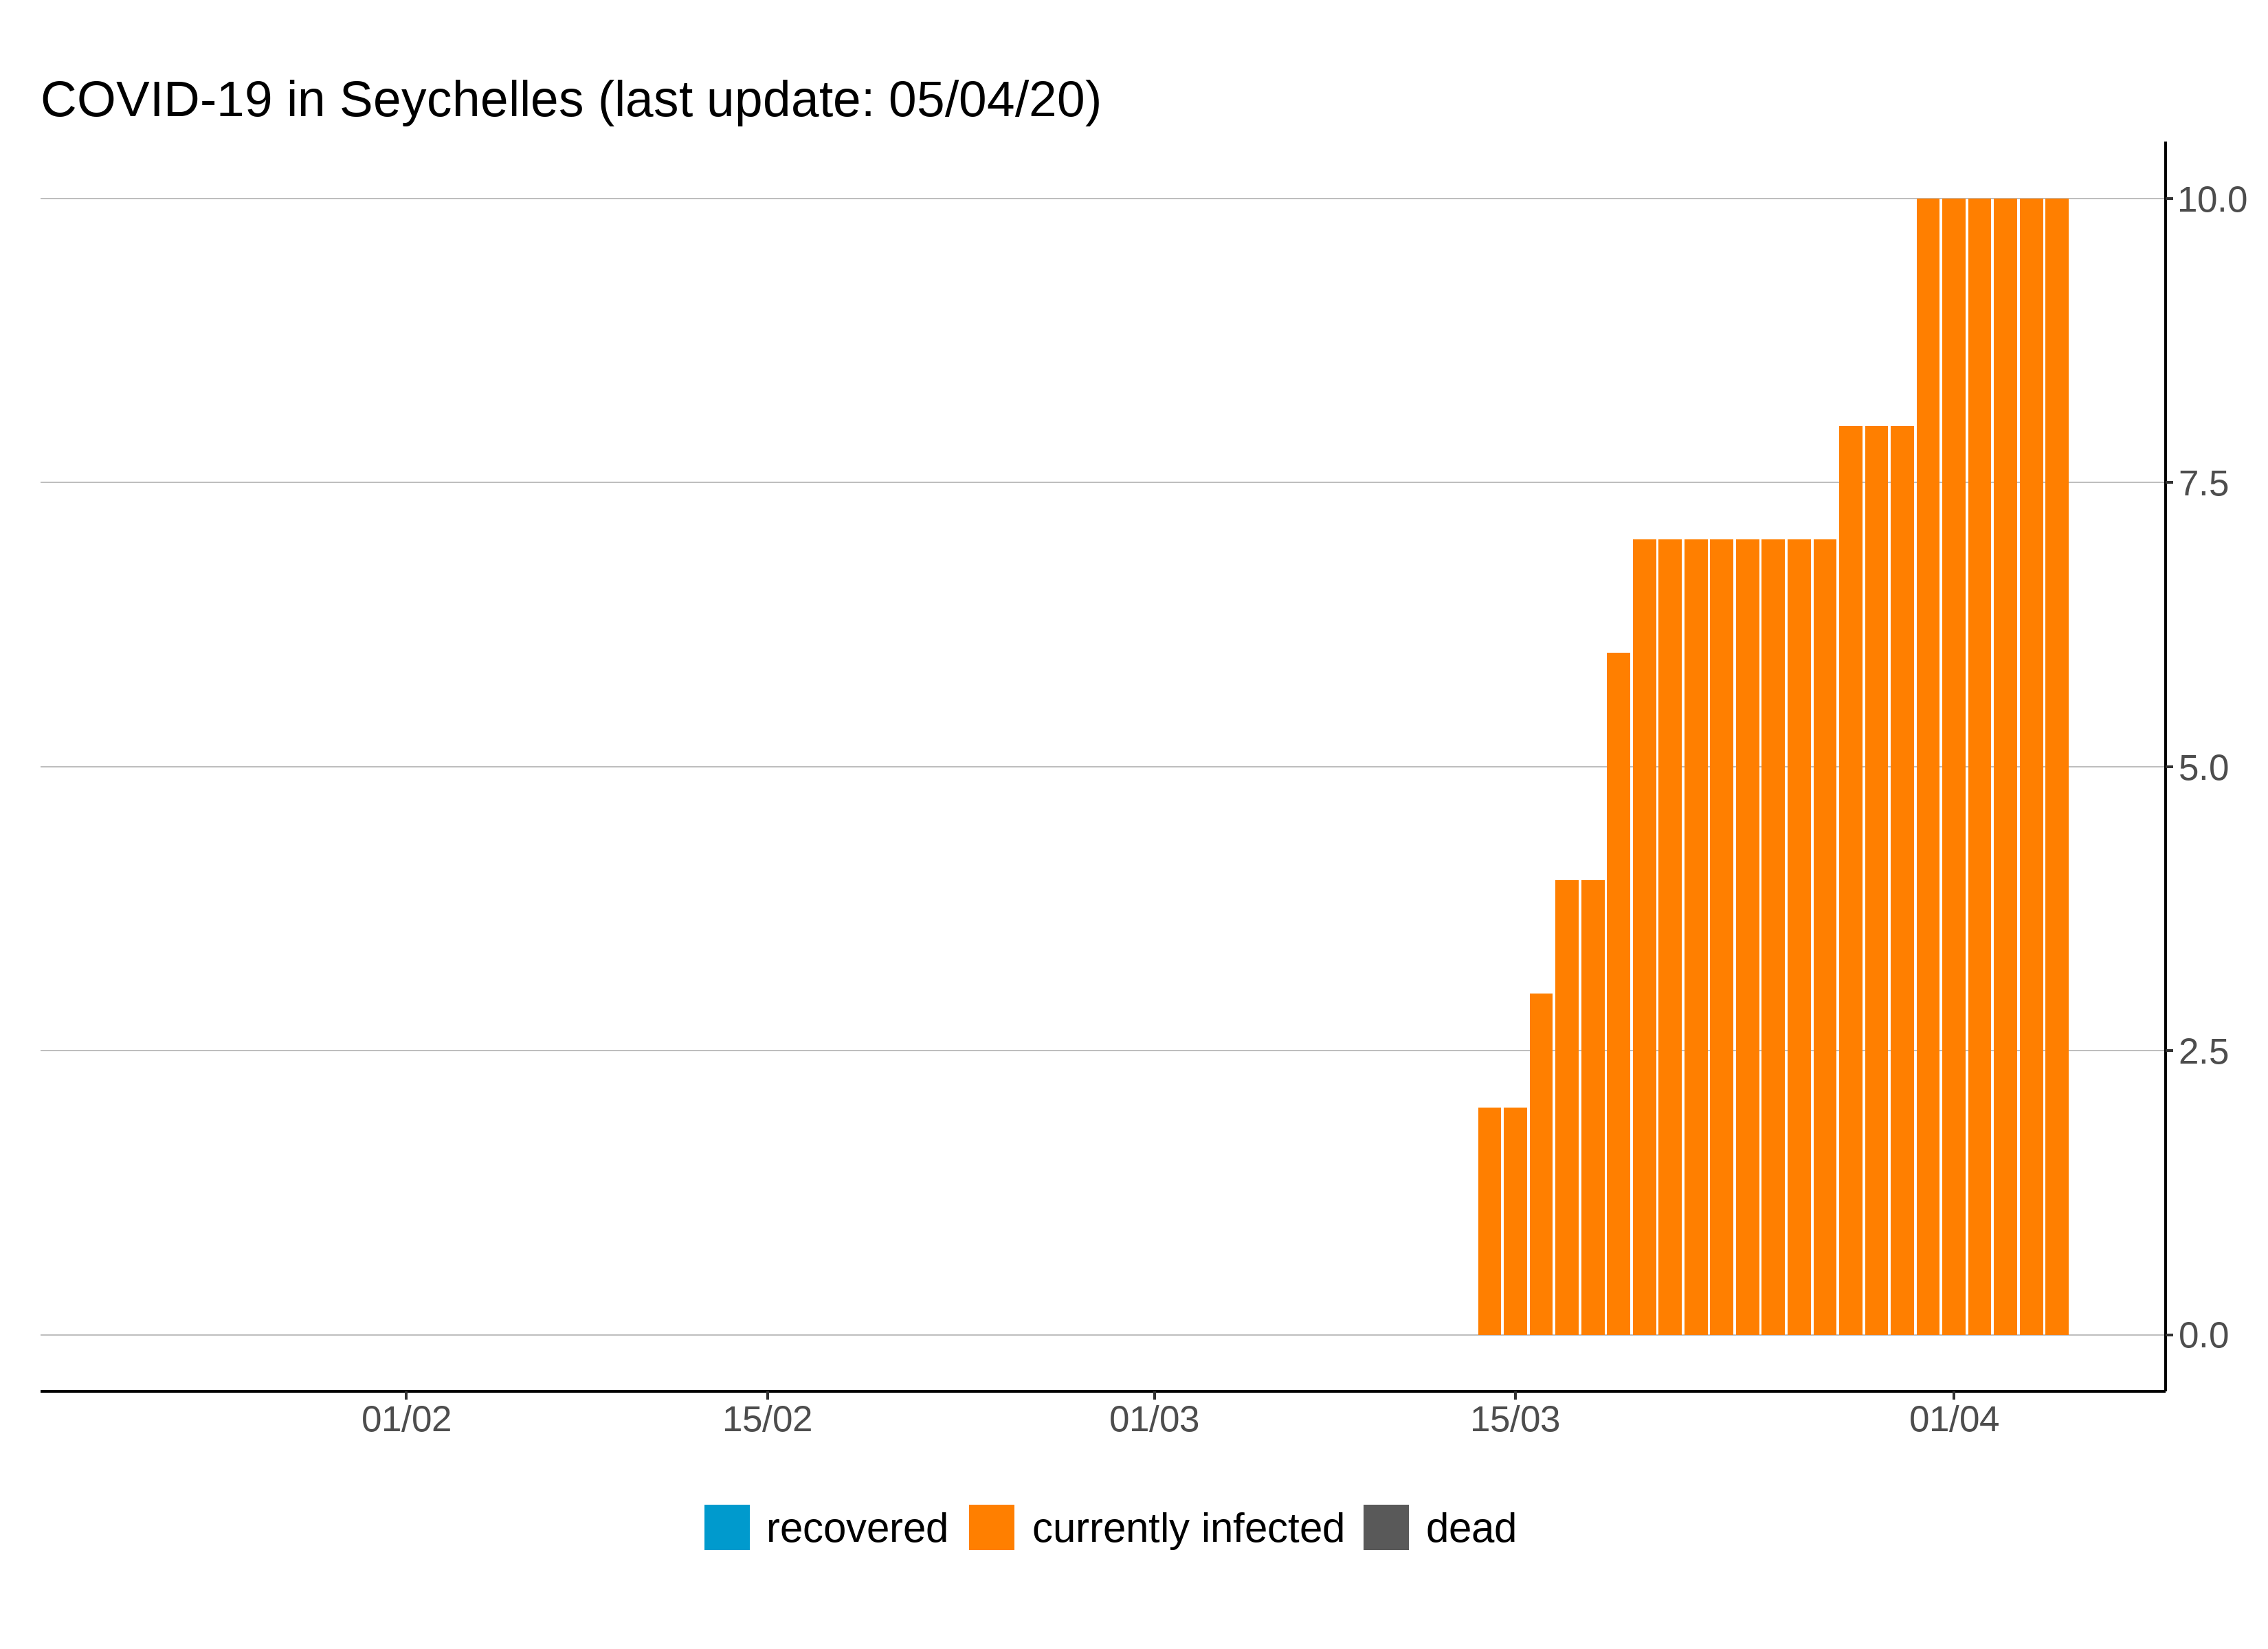 COVID-19 in Seychelles (last update: 05/04/20)
10.0
7.5
5.0
2.5
0.0
01/02 15/02 01/03 15/03 01/04
recovered currently infected dead